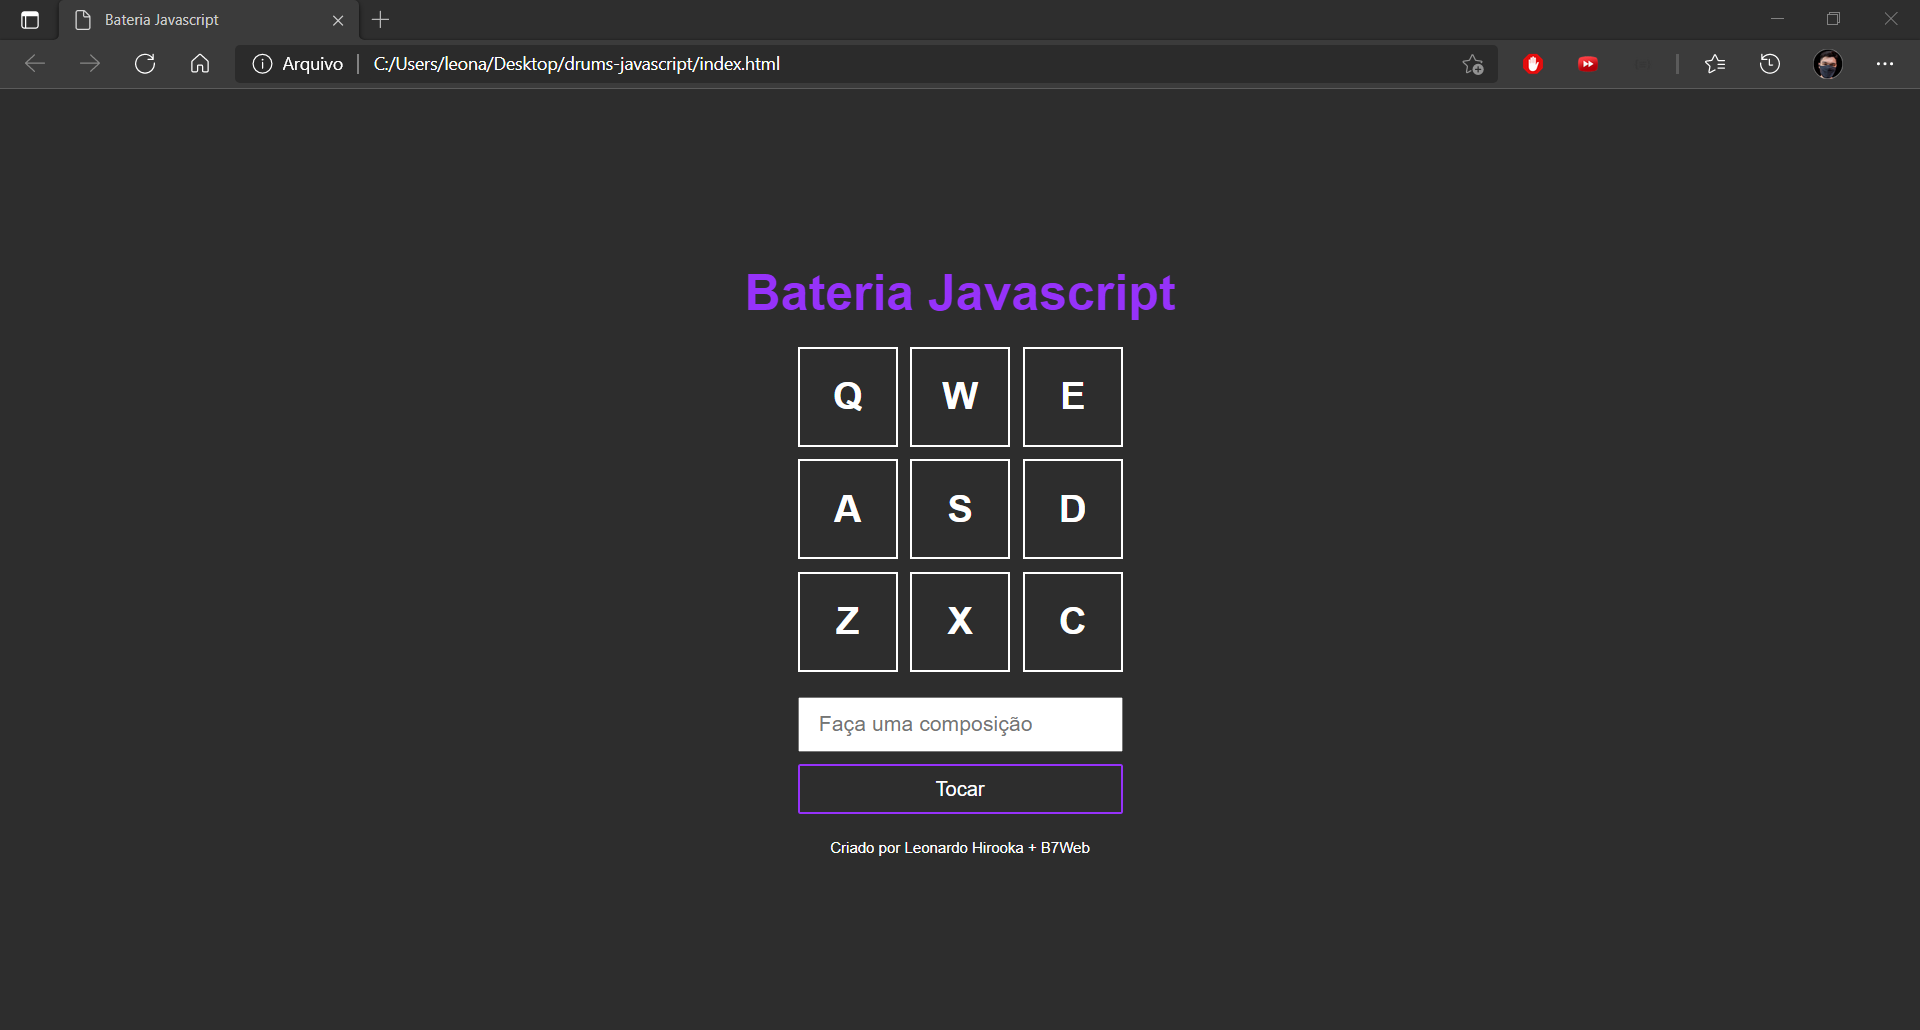 Bateria Javascript
Arquivo | C:/Users/leona/Desktop/drums-javascript/index.html
Bateria Javascript
Q W E
A S D
Z X C
Faça uma composição
Tocar
Criado por Leonardo Hirooka + B7Web